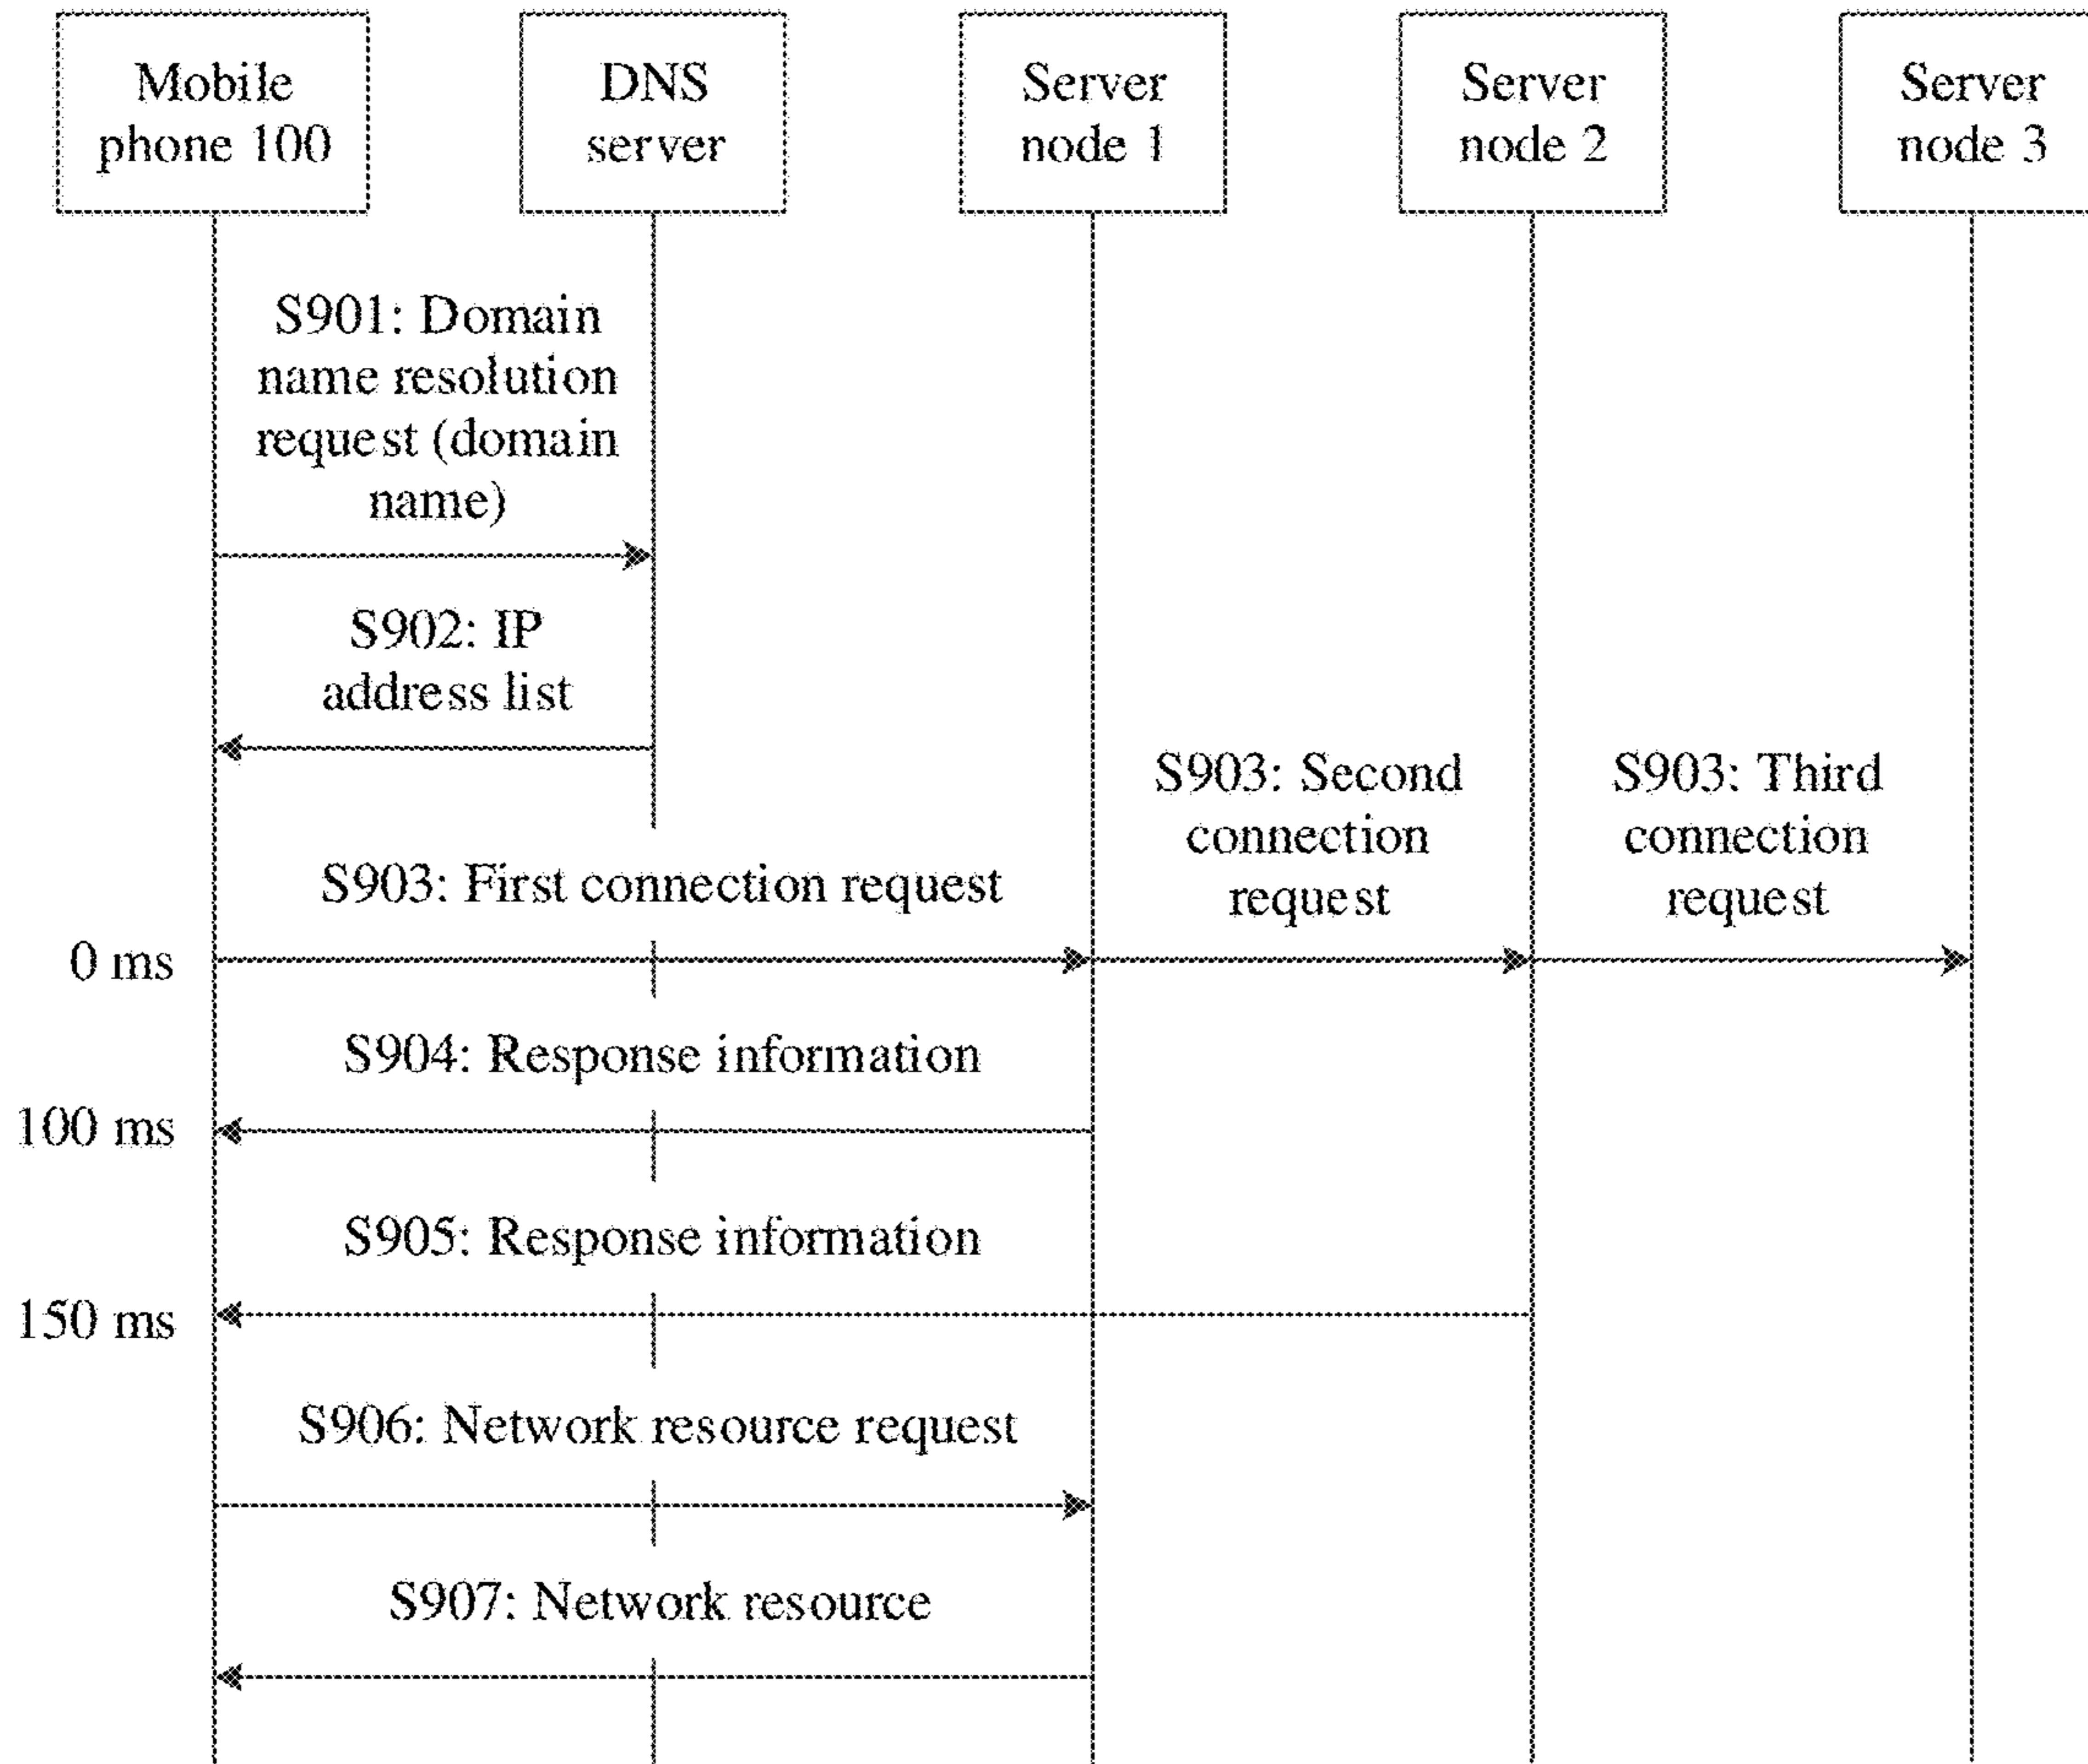 Mobile
phone 100
DNS
server
Server
node 1
Server
node 2
Server
node 3
S901: Domain
name resolution
request (domain
name)
S902: IP
address list
S903: First connection request
S903: Second
connection
request
S903: Third
connection
request
0 ms
S904: Response information
100 ms
S905: Response information
150 ms
S906: Network resource request
S907: Network resource